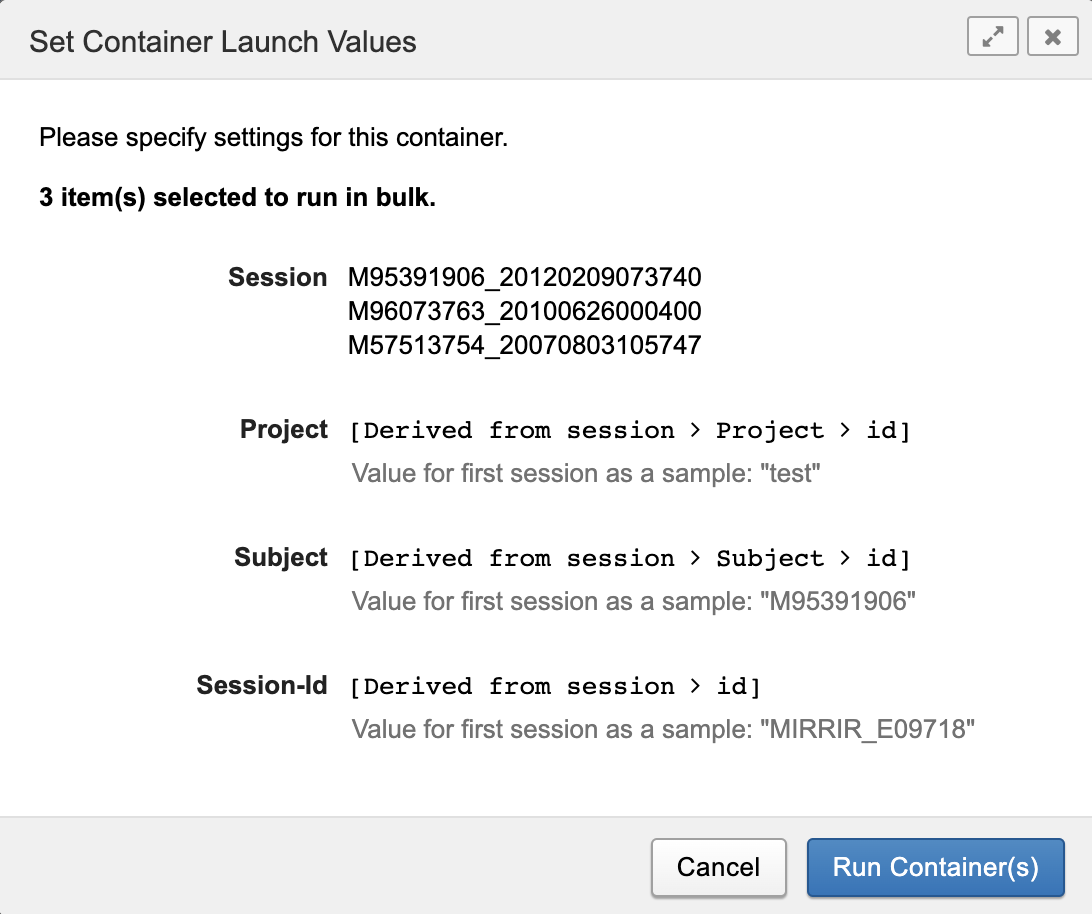 Set Container Launch Values
Please specify settings for this container.
3 item(s) selected to run in bulk.
Session M95391906_20120209073740
M96073763_20100626000400
M57513754_20070803105747
Project [Derived from session > Project > id]
Value for first session as a sample: "test"
Subject [Derived from session > Subject > id]
Value for first session as a sample: "M95391906"
Session-Id [Derived from session > id]
Value for first session as a sample: "MIRRIR_E09718"
Cancel Run Container(s)